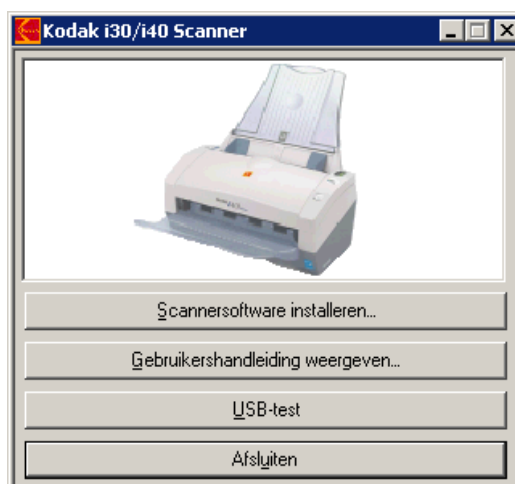 Kodak i30/i40 Scanner
Scannersoftware installeren...
Gebruikershandleiding weergeven...
USB-test
Afsluiten